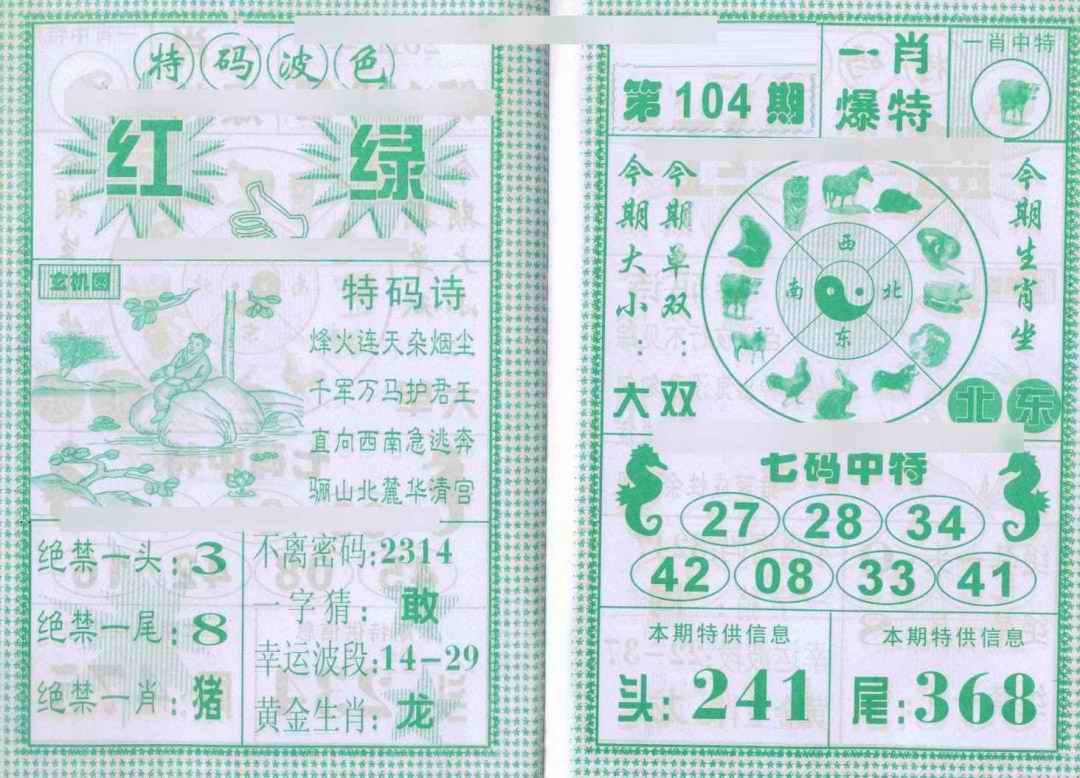 特码波色
红 绿
玄机图
特码诗
烽火连天杂烟尘
千军万马护君王
直向西南急逃奔
骊山北麓华清宫
绝禁一头：3
绝禁一尾：8
绝禁一肖：猪
不离密码:2314
一字猜：敢
幸运波段:14-29
黄金生肖：龙
第104期
一肖
爆特
一肖中特
今期大小：大
今期单双：双
西
南 北
东
今期生肖坐
北东
七码中特
27 28 34
42 08 33 41
本期特供信息
头:241
本期特供信息
尾:368